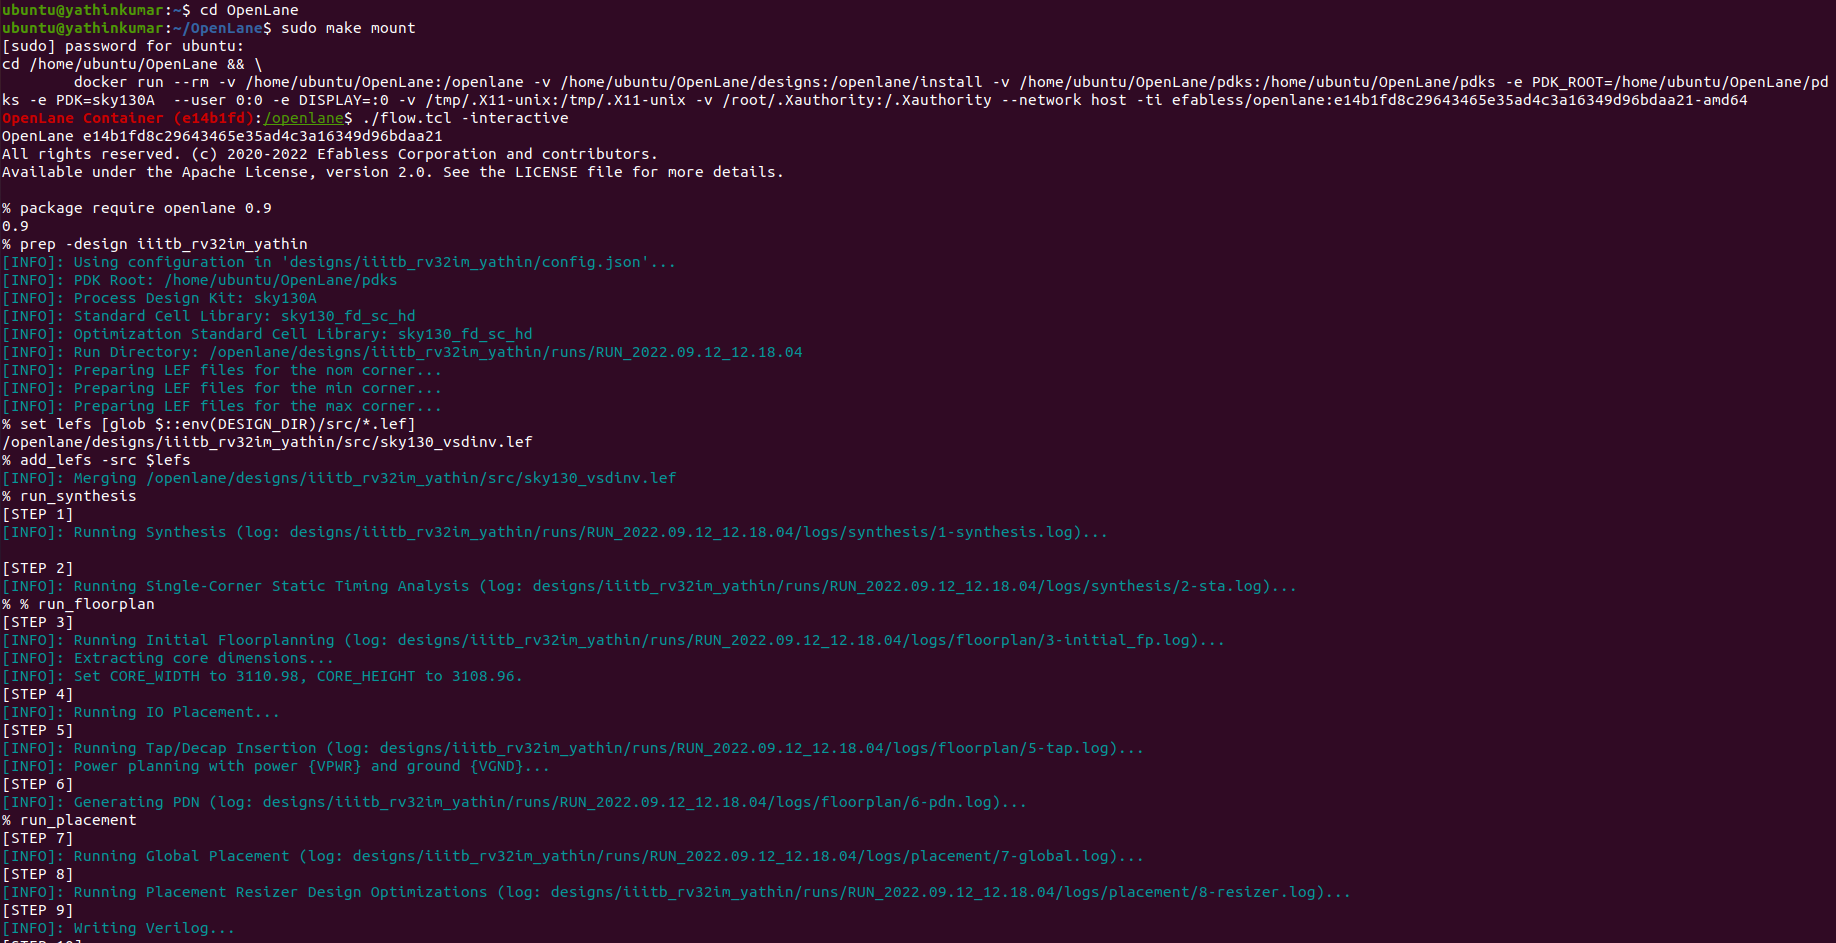 ubuntu@yathinkumar:~$ cd OpenLane
ubuntu@yathinkumar:~/OpenLane$ sudo make mount
[sudo] password for ubuntu:
cd /home/ubuntu/OpenLane && \
        docker run --rm -v /home/ubuntu/OpenLane:/openlane -v /home/ubuntu/OpenLane/designs:/openlane/install -v /home/ubuntu/OpenLane/pdks:/home/ubuntu/OpenLane/pdks -e PDK_ROOT=/home/ubuntu/OpenLane/pd
ks -e PDK=sky130A  --user 0:0 -e DISPLAY=:0 -v /tmp/.X11-unix:/tmp/.X11-unix -v /root/.Xauthority:/.Xauthority --network host -ti efabless/openlane:e14b1fd8c29643465e35ad4c3a16349d96bdaa21-amd64
OpenLane Container (e14b1fd):/openlane$ ./flow.tcl -interactive
OpenLane e14b1fd8c29643465e35ad4c3a16349d96bdaa21
All rights reserved. (c) 2020-2022 Efabless Corporation and contributors.
Available under the Apache License, version 2.0. See the LICENSE file for more details.

% package require openlane 0.9
0.9
% prep -design iiitb_rv32im_yathin
[INFO]: Using configuration in 'designs/iiitb_rv32im_yathin/config.json'...
[INFO]: PDK Root: /home/ubuntu/OpenLane/pdks
[INFO]: Process Design Kit: sky130A
[INFO]: Standard Cell Library: sky130_fd_sc_hd
[INFO]: Optimization Standard Cell Library: sky130_fd_sc_hd
[INFO]: Run Directory: /openlane/designs/iiitb_rv32im_yathin/runs/RUN_2022.09.12_12.18.04
[INFO]: Preparing LEF files for the nom corner...
[INFO]: Preparing LEF files for the min corner...
[INFO]: Preparing LEF files for the max corner...
% set lefs [glob $::env(DESIGN_DIR)/src/*.lef]
/openlane/designs/iiitb_rv32im_yathin/src/sky130_vsdinv.lef
% add_lefs -src $lefs
[INFO]: Merging /openlane/designs/iiitb_rv32im_yathin/src/sky130_vsdinv.lef
% run_synthesis
[STEP 1]
[INFO]: Running Synthesis (log: designs/iiitb_rv32im_yathin/runs/RUN_2022.09.12_12.18.04/logs/synthesis/1-synthesis.log)...

[STEP 2]
[INFO]: Running Single-Corner Static Timing Analysis (log: designs/iiitb_rv32im_yathin/runs/RUN_2022.09.12_12.18.04/logs/synthesis/2-sta.log)...
% % run_floorplan
[STEP 3]
[INFO]: Running Initial Floorplanning (log: designs/iiitb_rv32im_yathin/runs/RUN_2022.09.12_12.18.04/logs/floorplan/3-initial_fp.log)...
[INFO]: Extracting core dimensions...
[INFO]: Set CORE_WIDTH to 3110.98, CORE_HEIGHT to 3108.96.
[STEP 4]
[INFO]: Running IO Placement...
[STEP 5]
[INFO]: Running Tap/Decap Insertion (log: designs/iiitb_rv32im_yathin/runs/RUN_2022.09.12_12.18.04/logs/floorplan/5-tap.log)...
[INFO]: Power planning with power {VPWR} and ground {VGND}...
[STEP 6]
[INFO]: Generating PDN (log: designs/iiitb_rv32im_yathin/runs/RUN_2022.09.12_12.18.04/logs/floorplan/6-pdn.log)...
% run_placement
[STEP 7]
[INFO]: Running Global Placement (log: designs/iiitb_rv32im_yathin/runs/RUN_2022.09.12_12.18.04/logs/placement/7-global.log)...
[STEP 8]
[INFO]: Running Placement Resizer Design Optimizations (log: designs/iiitb_rv32im_yathin/runs/RUN_2022.09.12_12.18.04/logs/placement/8-resizer.log)...
[STEP 9]
[INFO]: Writing Verilog...
[STEP 10]